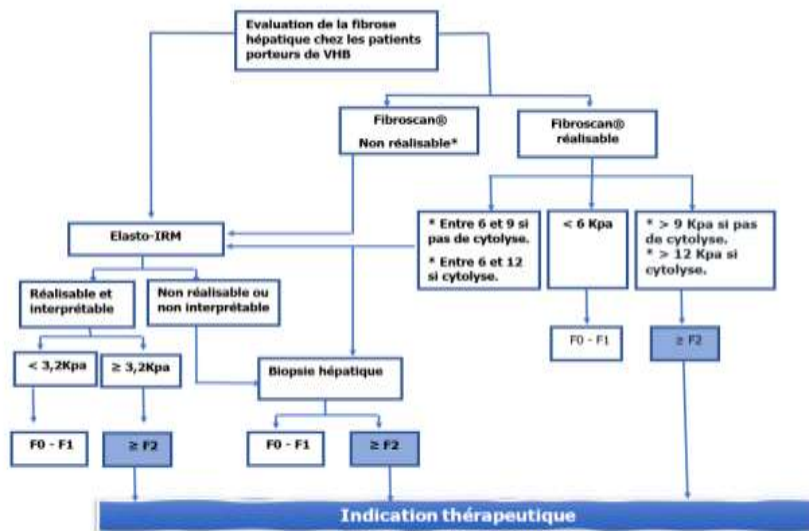 Evaluation de la fibrose
hépatique chez les patients
porteurs de VHB
Fibroscan®
Non réalisable*
Fibroscan®
réalisable
Elasto-IRM
* Entre 6 et 9 si
pas de cytolyse.
* Entre 6 et 12
si cytolyse.
< 6 Kpa
* > 9 Kpa si pas
de cytolyse.
* > 12 Kpa si
cytolyse.
Réalisable et
interprétable
Non réalisable ou
non interprétable
F0 - F1
≥ F2
< 3,2Kpa
≥ 3,2Kpa
Biopsie hépatique
F0 - F1
≥ F2
F0 - F1
≥ F2
Indication thérapeutique